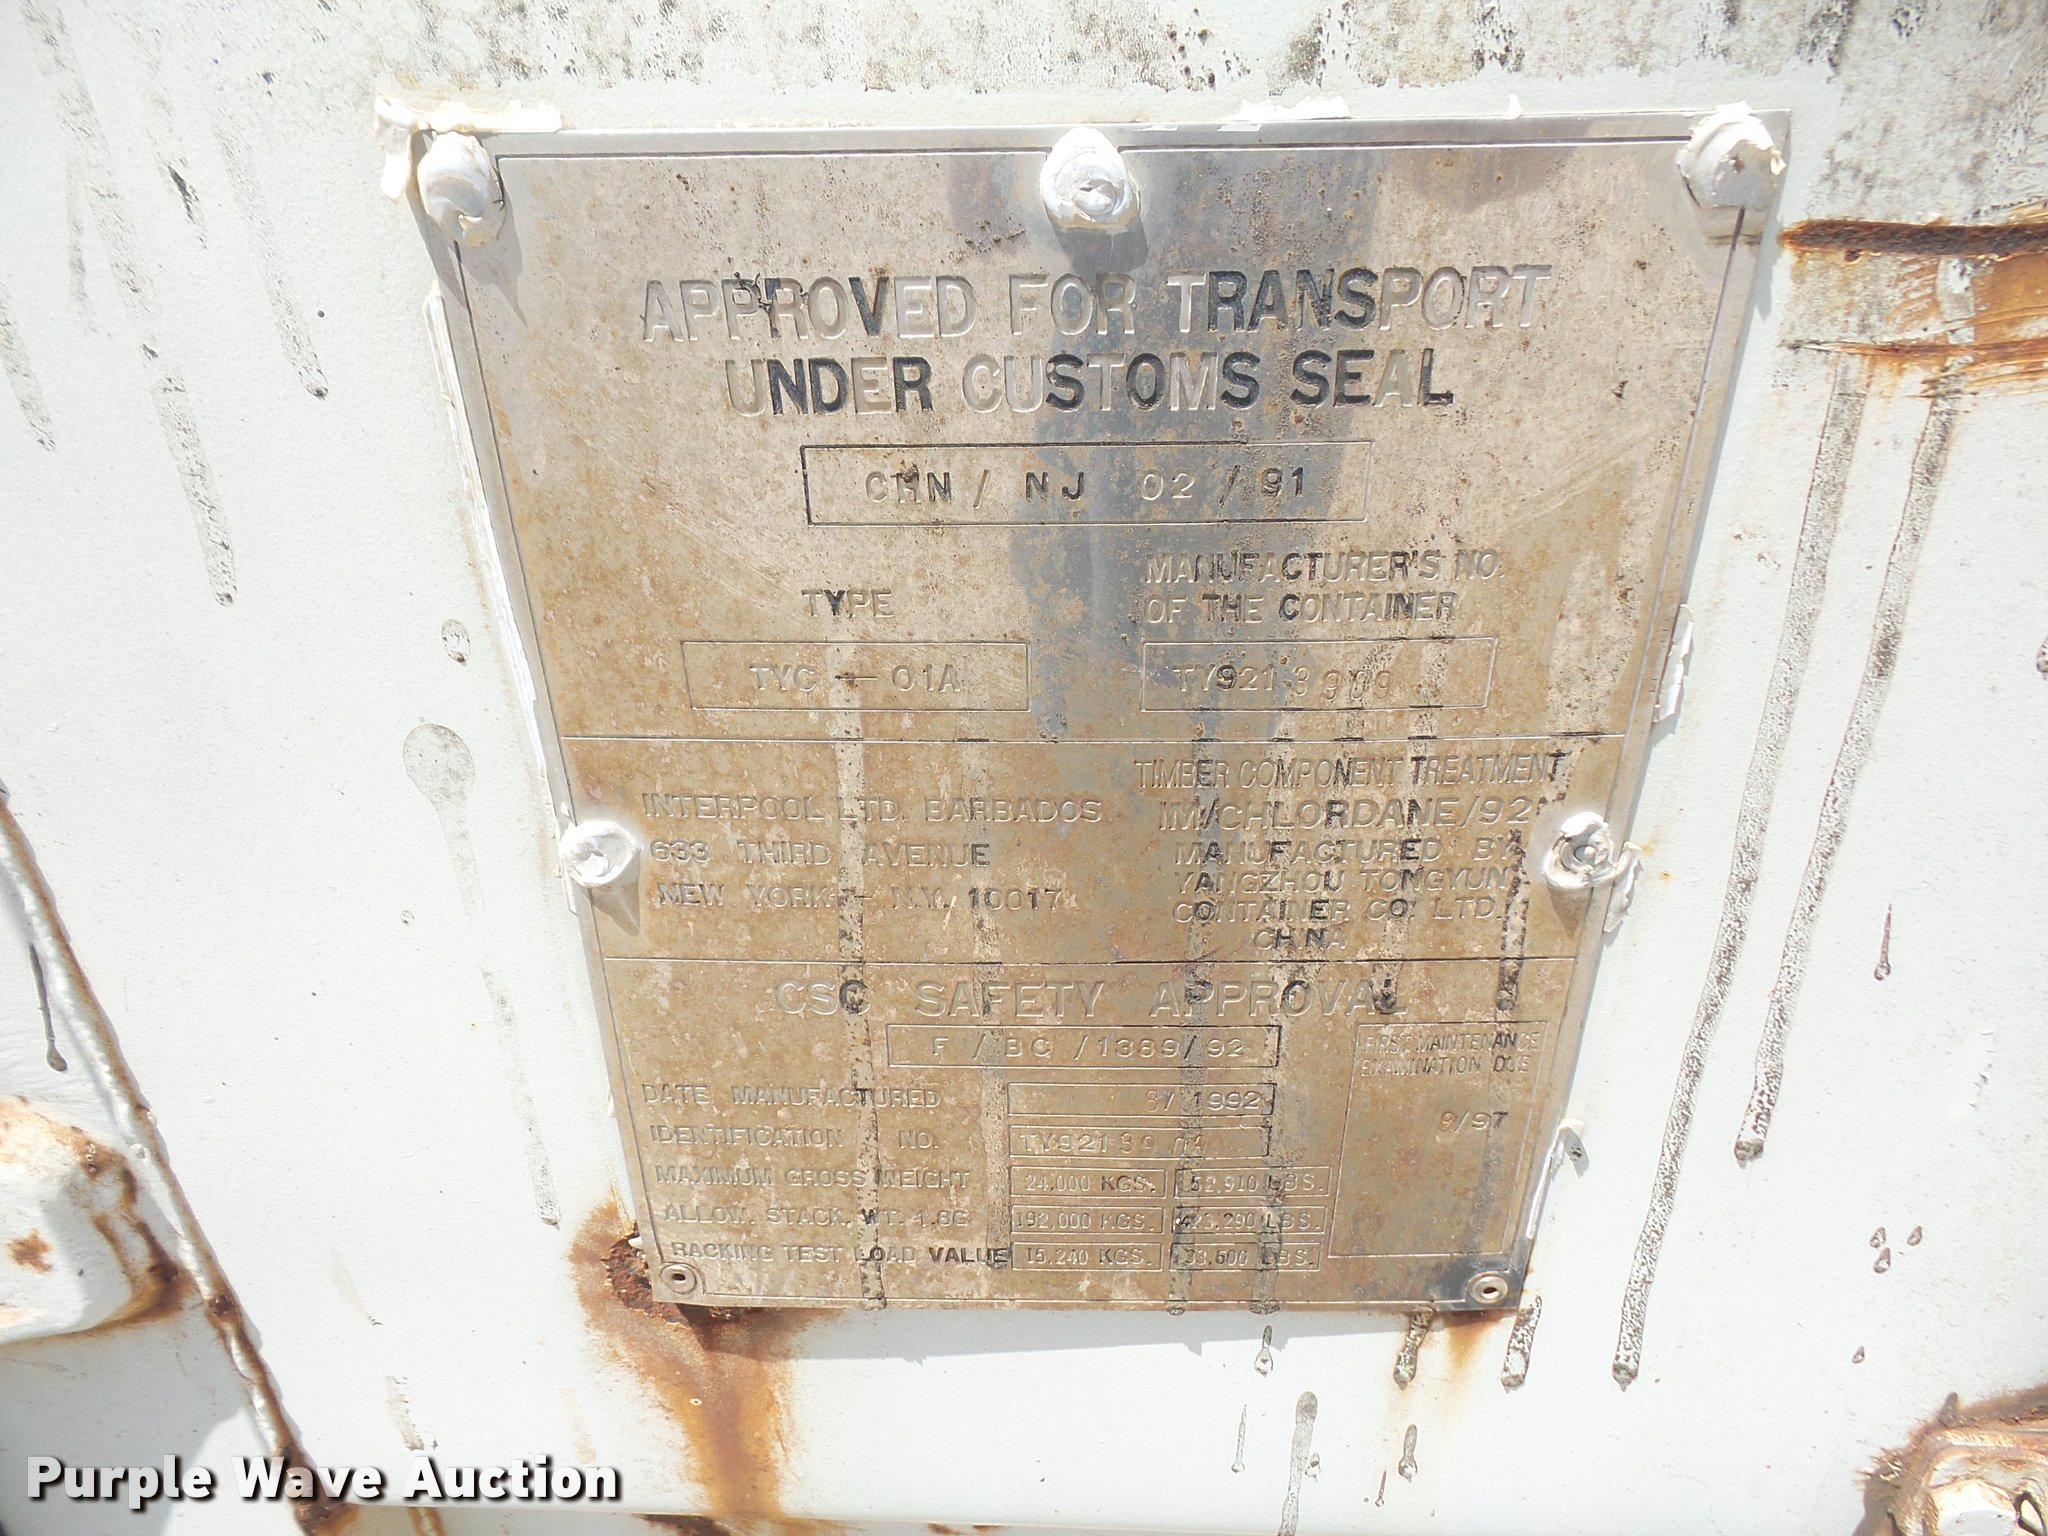 APPROVED FOR TRANSPORT
UNDER CUSTOMS SEAL
CHN / NJ 02 / 91
TYPE
TYC — 01A
MANUFACTURER'S NO.
OF THE CONTAINER
INTERPOOL LTD. BARBADOS
633 THIRD AVENUE
NEW YORK - N.Y. 10017
TIMBER COMPONENT TREATMENT
IM/CHLORDANE/92
MANUFACTURED BY
YANGZHOU TONGYUN
CONTAINER CO. LTD.
CHINA
CSC SAFETY APPROVAL
F / BC / 1389/92
DATE MANUFACTURED 8/ 1992
IDENTIFICATION NO.
MAXIMUM GROSS WEIGHT 24,000 KGS. 52,910 LBS.
ALLOW. STACK. WT. 1.8G 192,000 KGS. 423,290 LBS.
RACKING TEST LOAD VALUE 15,240 KGS. 33,600 LBS.
FIRST MAINTENANCE
EXAMINATION DUE
8/97
Purple Wave Auction